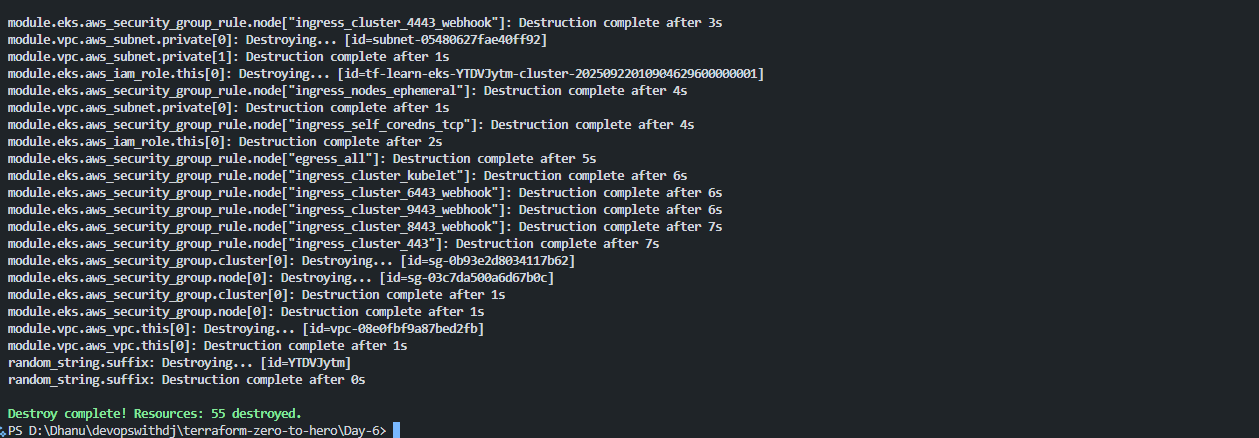 module.eks.aws_security_group_rule.node["ingress_cluster_4443_webhook"]: Destruction complete after 3s
module.vpc.aws_subnet.private[0]: Destroying... [id=subnet-05480627fae40ff92]
module.vpc.aws_subnet.private[1]: Destruction complete after 1s
module.eks.aws_iam_role.this[0]: Destroying... [id=tf-learn-eks-YTDVJytm-cluster-20250922010904629600000001]
module.eks.aws_security_group_rule.node["ingress_nodes_ephemeral"]: Destruction complete after 4s
module.vpc.aws_subnet.private[0]: Destruction complete after 1s
module.eks.aws_security_group_rule.node["ingress_self_coredns_tcp"]: Destruction complete after 4s
module.eks.aws_iam_role.this[0]: Destruction complete after 2s
module.eks.aws_security_group_rule.node["egress_all"]: Destruction complete after 5s
module.eks.aws_security_group_rule.node["ingress_cluster_kubelet"]: Destruction complete after 6s
module.eks.aws_security_group_rule.node["ingress_cluster_6443_webhook"]: Destruction complete after 6s
module.eks.aws_security_group_rule.node["ingress_cluster_9443_webhook"]: Destruction complete after 6s
module.eks.aws_security_group_rule.node["ingress_cluster_8443_webhook"]: Destruction complete after 7s
module.eks.aws_security_group_rule.node["ingress_cluster_443"]: Destruction complete after 7s
module.eks.aws_security_group.cluster[0]: Destroying... [id=sg-0b93e2d8034117b62]
module.eks.aws_security_group.node[0]: Destroying... [id=sg-03c7da500a6d67b0c]
module.eks.aws_security_group.cluster[0]: Destruction complete after 1s
module.eks.aws_security_group.node[0]: Destruction complete after 1s
module.vpc.aws_vpc.this[0]: Destroying... [id=vpc-08e0fbf9a87bed2fb]
module.vpc.aws_vpc.this[0]: Destruction complete after 1s
random_string.suffix: Destroying... [id=YTDVJytm]
random_string.suffix: Destruction complete after 0s
Destroy complete! Resources: 55 destroyed.
PS D:\Dhanu\devopswithdj\terraform-zero-to-hero\Day-6>